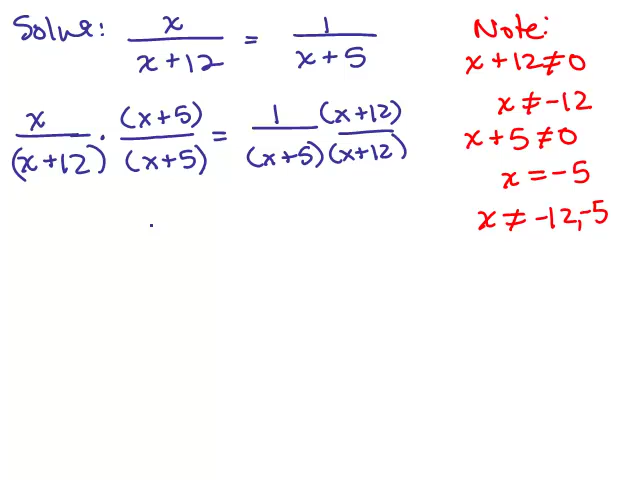 Solve: x/(x+12) = 1/(x+5)
x/(x+12) · (x+5)/(x+5) = 1/(x+5) (x+12)/(x+12)
Note:
x+12≠0
x≠-12
x+5≠0
x=-5
x≠-12,-5